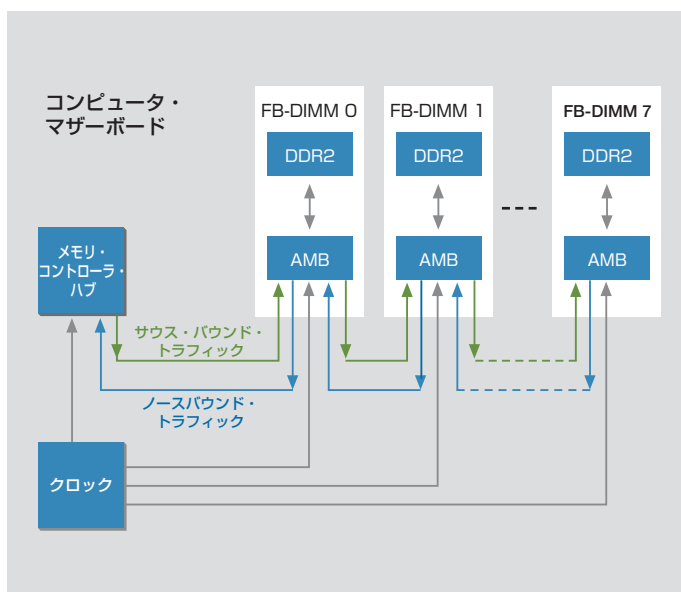 コンピュータ・
マザーボード
FB-DIMM 0
FB-DIMM 1
FB-DIMM 7
DDR2
DDR2
DDR2
AMB
AMB
AMB
メモリ・
コントローラ・
ハブ
サウス・バウンド・
トラフィック
ノースバウンド・
トラフィック
クロック